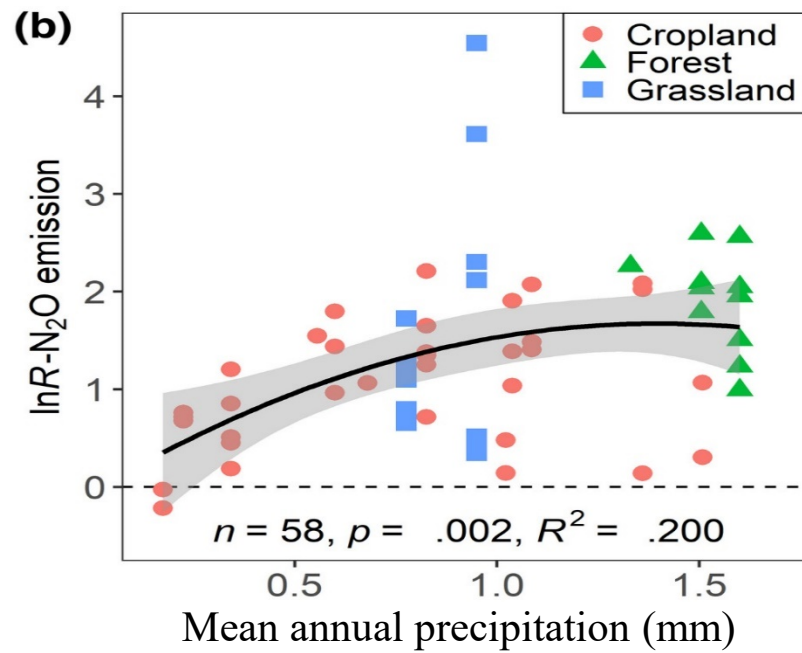 (b)
Cropland
Forest
Grassland
4
3
2
1
0
lnR-N₂O emission
n = 58, p = .002, R² = .200
0.5 1.0 1.5
Mean annual precipitation (mm)